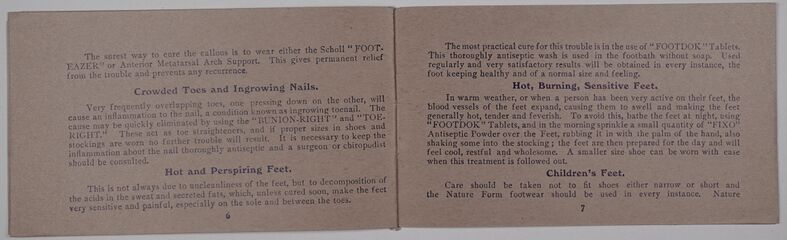 The surest way to cure the callous is to wear either the Scholl "FOOT-
EAZER" or Anterior Metatarsal Arch Support. This gives permanent relief
from the trouble and prevents any recurrence.
Crowded Toes and Ingrowing Nails.
Very frequently overlapping toes, one pressing down on the other, will
cause an inflammation to the nail, a condition known as ingrowing toenail. The
cause may be quickly eliminated by using the "BUNION-RIGHT" and "TOE-
RIGHT." These act as toe straighteners, and if proper sizes in shoes and
stockings are worn no further trouble will result. It is necessary to keep the
inflammation about the nail thoroughly antiseptic and a surgeon or chiropodist
should be consulted.
Hot and Perspiring Feet.
This is not always due to uncleanliness of the feet, but to decomposition of
the acids in the sweat and secreted fats, which, unless cured soon, make the feet
very sensitive and painful, especially on the sole and between the toes.
6
The most practical cure for this trouble is in the use of "FOOTDOK" Tablets.
This thoroughly antiseptic wash is used in the footbath without soap. Used
regularly and very satisfactory results will be obtained in every instance, the
foot keeping healthy and of a normal size and feeling.
Hot, Burning, Sensitive Feet.
In warm weather, or when a person has been very active on their feet, the
blood vessels of the feet expand, causing them to swell and making the feet
generally hot, tender and feverish. To avoid this, bathe the feet at night, using
"FOOTDOK" Tablets, and in the morning sprinkle a small quantity of "FIXO"
Antiseptic Powder over the Feet, rubbing it in with the palm of the hand, also
shaking some into the stocking; the feet are then prepared for the day and will
feel cool, restful and wholesome. A smaller size shoe can be worn with ease
when this treatment is followed out.
Children's Feet.
Care should be taken not to fit shoes either narrow or short and
the Nature Form footwear should be used in every instance. Nature
7